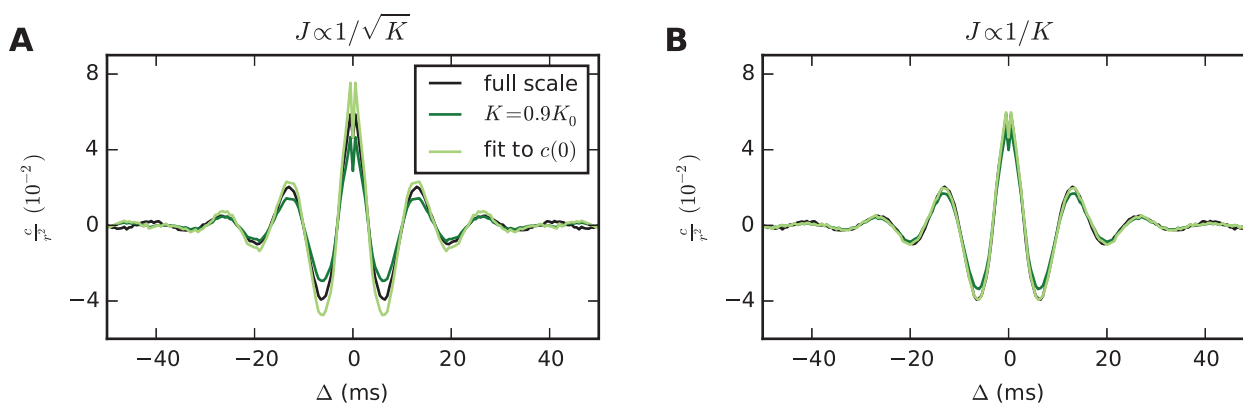 A
J∝1/√K
8
4
0
−4
c/r² (10⁻²)
−40 −20 0 20 40
Δ (ms)
full scale
K=0.9K₀
fit to c(0)
B
J∝1/K
8
4
0
−4
c/r² (10⁻²)
−40 −20 0 20 40
Δ (ms)